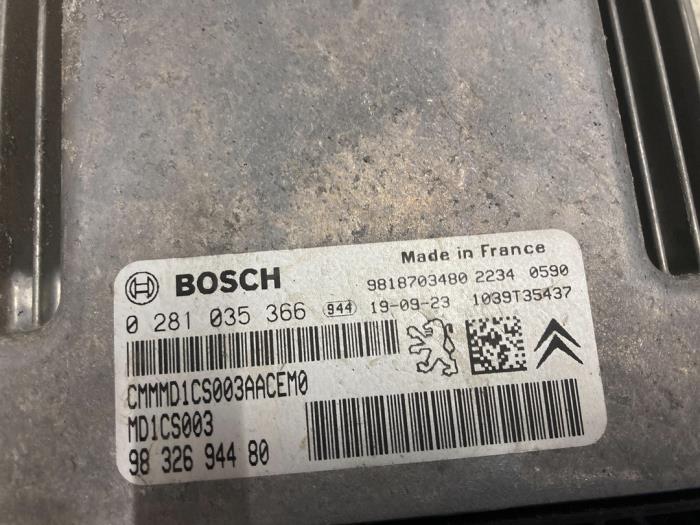 Made in France
BOSCH 9818703480 2234 0590
0 281 035 366 944 19-09-23 1039T35437
CMMMD1CS003AACEM0
MD1CS003
98 326 944 80